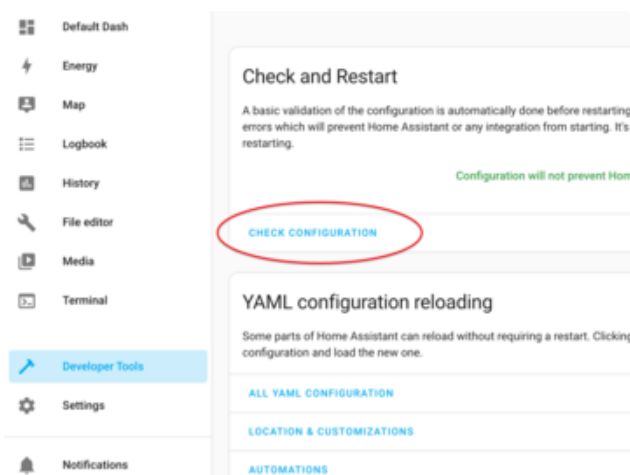 Default Dash
Energy
Map
Logbook
History
File editor
Media
Terminal
Developer Tools
Settings
Notifications
Check and Restart
A basic validation of the configuration is automatically done before restarting
errors which will prevent Home Assistant or any integration from starting. It's
restarting.
Configuration will not prevent Hom
CHECK CONFIGURATION
YAML configuration reloading
Some parts of Home Assistant can reload without requiring a restart. Clicking
configuration and load the new one.
ALL YAML CONFIGURATION
LOCATION & CUSTOMIZATIONS
AUTOMATIONS